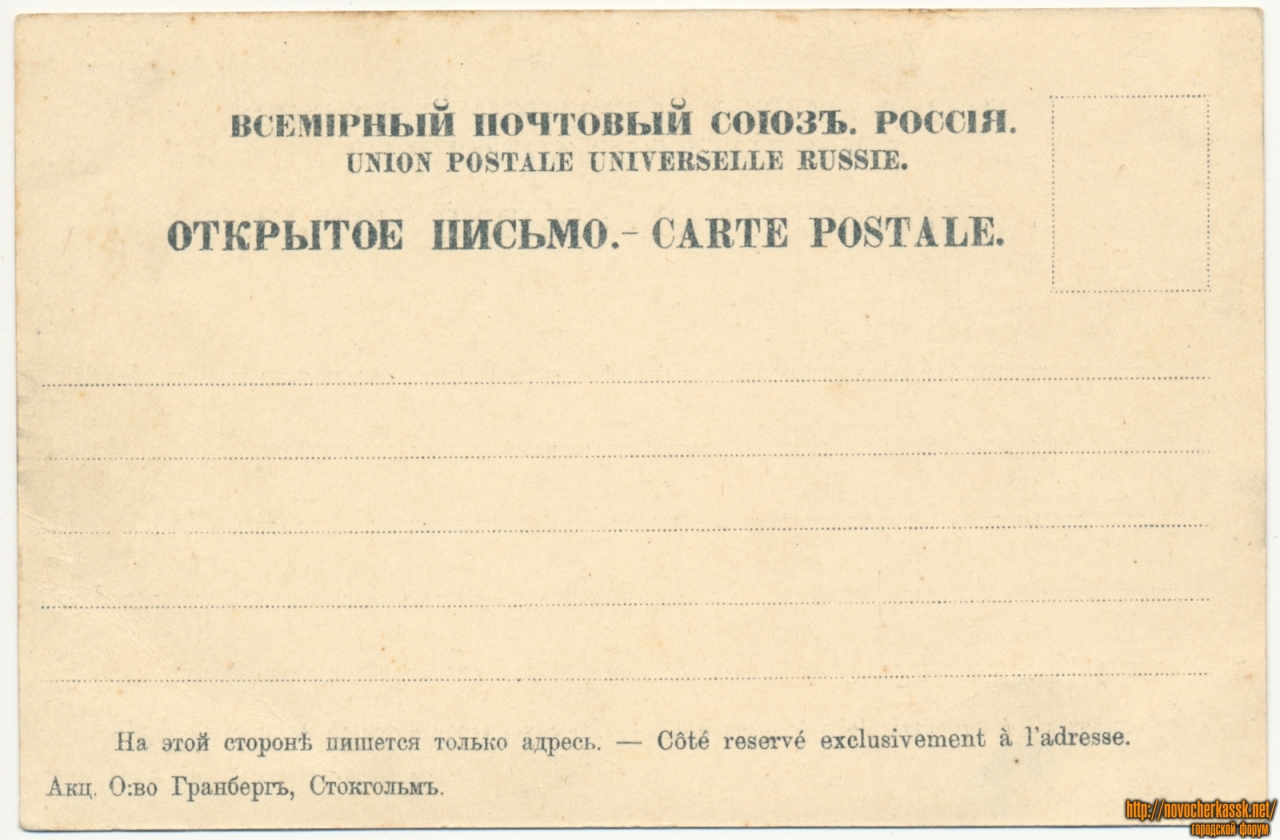 ВСЕМІРНЫЙ ПОЧТОВЫЙ СОЮЗЪ. РОССІЯ.
UNION POSTALE UNIVERSELLE RUSSIE.
ОТКРЫТОЕ ПИСЬМО.- CARTE POSTALE.
На этой сторонѣ пишется только адресь. — Côté reservé exclusivement à l'adresse.
Акц. О:во Гранбергъ, Стокгольмъ.
http://novocherkassk.net/
городской форум